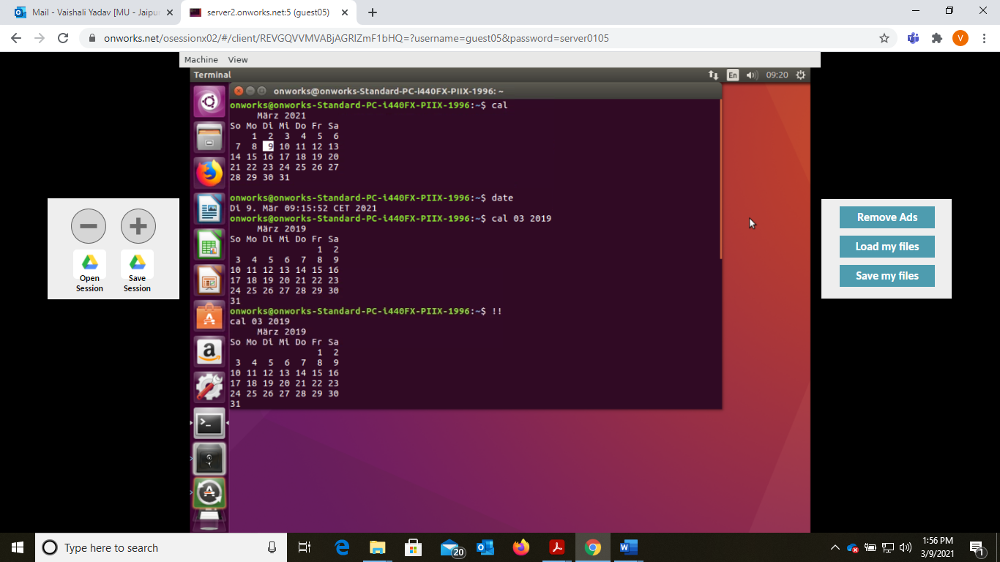 Mail - Vaishali Yadav [MU - Jaipu
server2.onworks.net:5 (guest05)
onworks.net/osessionx02/#/client/REVGQVVMVABjAGRIZmF1bHQ=?username=guest05&password=server0105
V
Machine View
Terminal
En
09:20
onworks@onworks-Standard-PC-i440FX-PIIX-1996: ~
onworks@onworks-Standard-PC-i440FX-PIIX-1996:~$ cal
März 2021
So Mo Di Mi Do Fr Sa
1 2 3 4 5 6
7 8 9 10 11 12 13
14 15 16 17 18 19 20
21 22 23 24 25 26 27
28 29 30 31
onworks@onworks-Standard-PC-i440FX-PIIX-1996:~$ date
Di 9. Mär 09:15:52 CET 2021
onworks@onworks-Standard-PC-i440FX-PIIX-1996:~$ cal 03 2019
März 2019
So Mo Di Mi Do Fr Sa
1 2
3 4 5 6 7 8 9
10 11 12 13 14 15 16
17 18 19 20 21 22 23
24 25 26 27 28 29 30
31
onworks@onworks-Standard-PC-i440FX-PIIX-1996:~$ !!
cal 03 2019
März 2019
So Mo Di Mi Do Fr Sa
1 2
3 4 5 6 7 8 9
10 11 12 13 14 15 16
17 18 19 20 21 22 23
24 25 26 27 28 29 30
31
Open Session
Save Session
Remove Ads
Load my files
Save my files
Type here to search
20
1:56 PM
3/9/2021
1